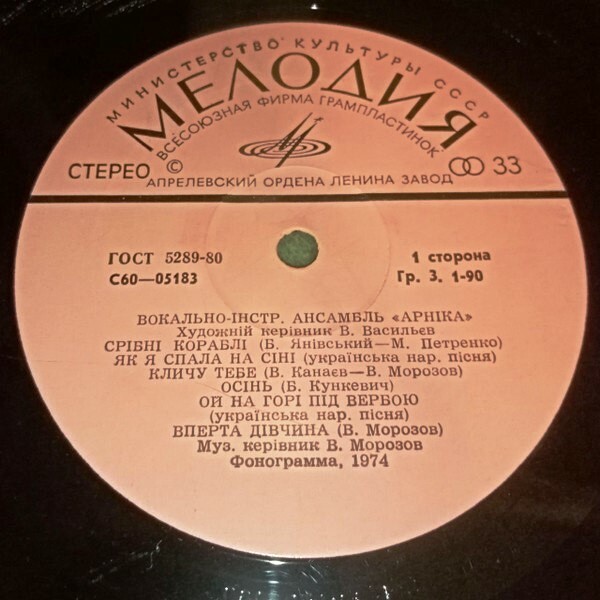 МИНИСТЕРСТВО КУЛЬТУРЫ СССР
МЕЛОДИЯ
ВСЕСОЮЗНАЯ ФИРМА ГРАМПЛАСТИНОК
СТЕРЕО © 33
АПРЕЛЕВСКИЙ ОРДЕНА ЛЕНИНА ЗАВОД
ГОСТ 5289-80 1 сторона
С60—05183 Гр. 3. 1-90
ВОКАЛЬНО-ІНСТР. АНСАМБЛЬ «АРНІКА»
Художній керівник В. Васильєв
СРІБНІ КОРАБЛІ (Б. Янівський—М. Петренко)
ЯК Я СПАЛА НА СІНІ (українська нар. пісня)
КЛИЧУ ТЕБЕ (В. Канаєв—В. Морозов)
ОСІНЬ (Б. Кункевич)
ОЙ НА ГОРІ ПІД ВЕРБОЮ
(українська нар. пісня)
ВПЕРТА ДІВЧИНА (В. Морозов)
Муз. керівник В. Морозов
Фонограмма, 1974